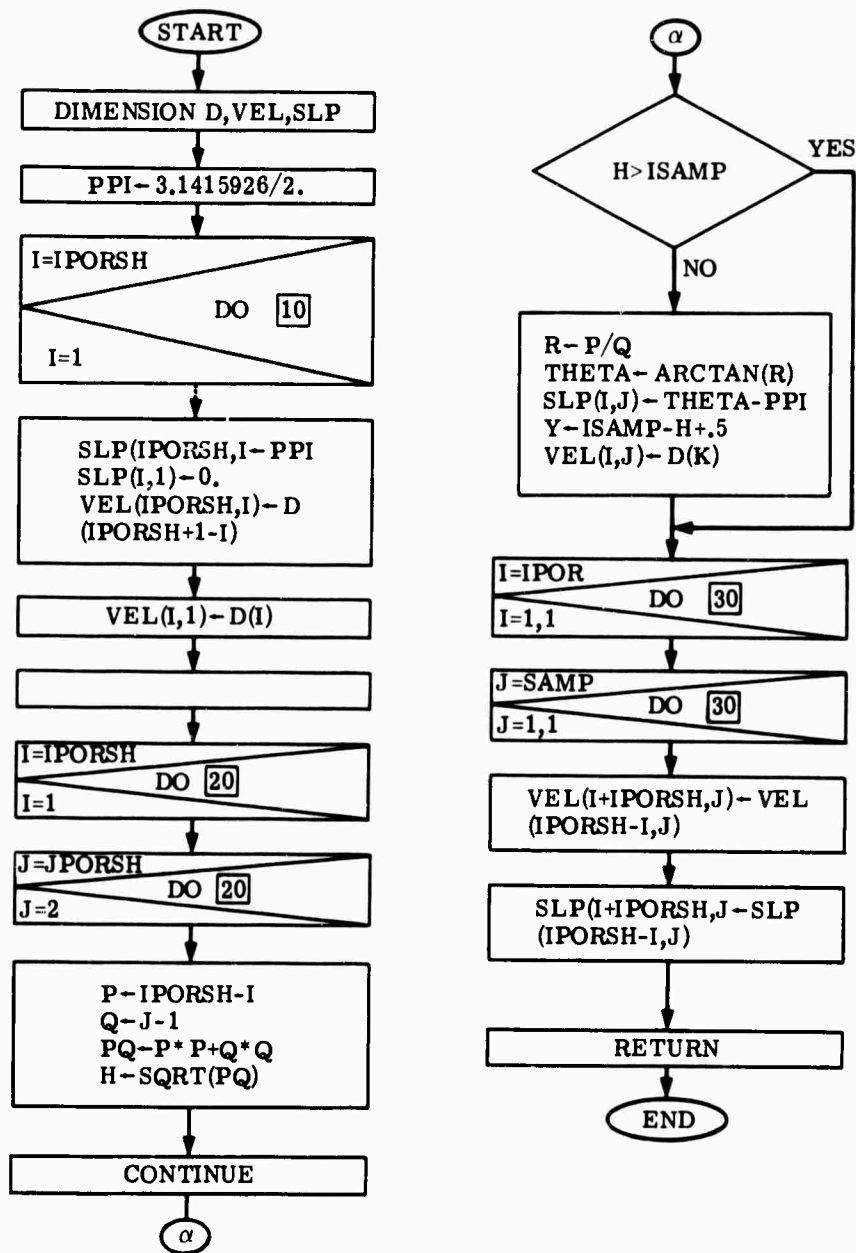 START
DIMENSION D,VEL,SLP
PPI←3.1415926/2.
I=IPORSH
DO 10
I=1
SLP(IPORSH,I←PPI
SLP(I,1)←0.
VEL(IPORSH,I)←D
(IPORSH+1-I)
VEL(I,1)←D(I)
I=IPORSH
DO 20
I=1
J=JPORSH
DO 20
J=2
P←IPORSH-I
Q←J-1
PQ←P*P+Q*Q
H←SQRT(PQ)
CONTINUE
α
α
H>ISAMP
YES
NO
R←P/Q
THETA←ARCTAN(R)
SLP(I,J)←THETA-PPI
Y←ISAMP-H+.5
VEL(I,J)←D(K)
I=IPOR
DO 30
I=1,1
J=SAMP
DO 30
J=1,1
VEL(I+IPORSH,J)←VEL
(IPORSH-I,J)
SLP(I+IPORSH,J←SLP
(IPORSH-I,J)
RETURN
END